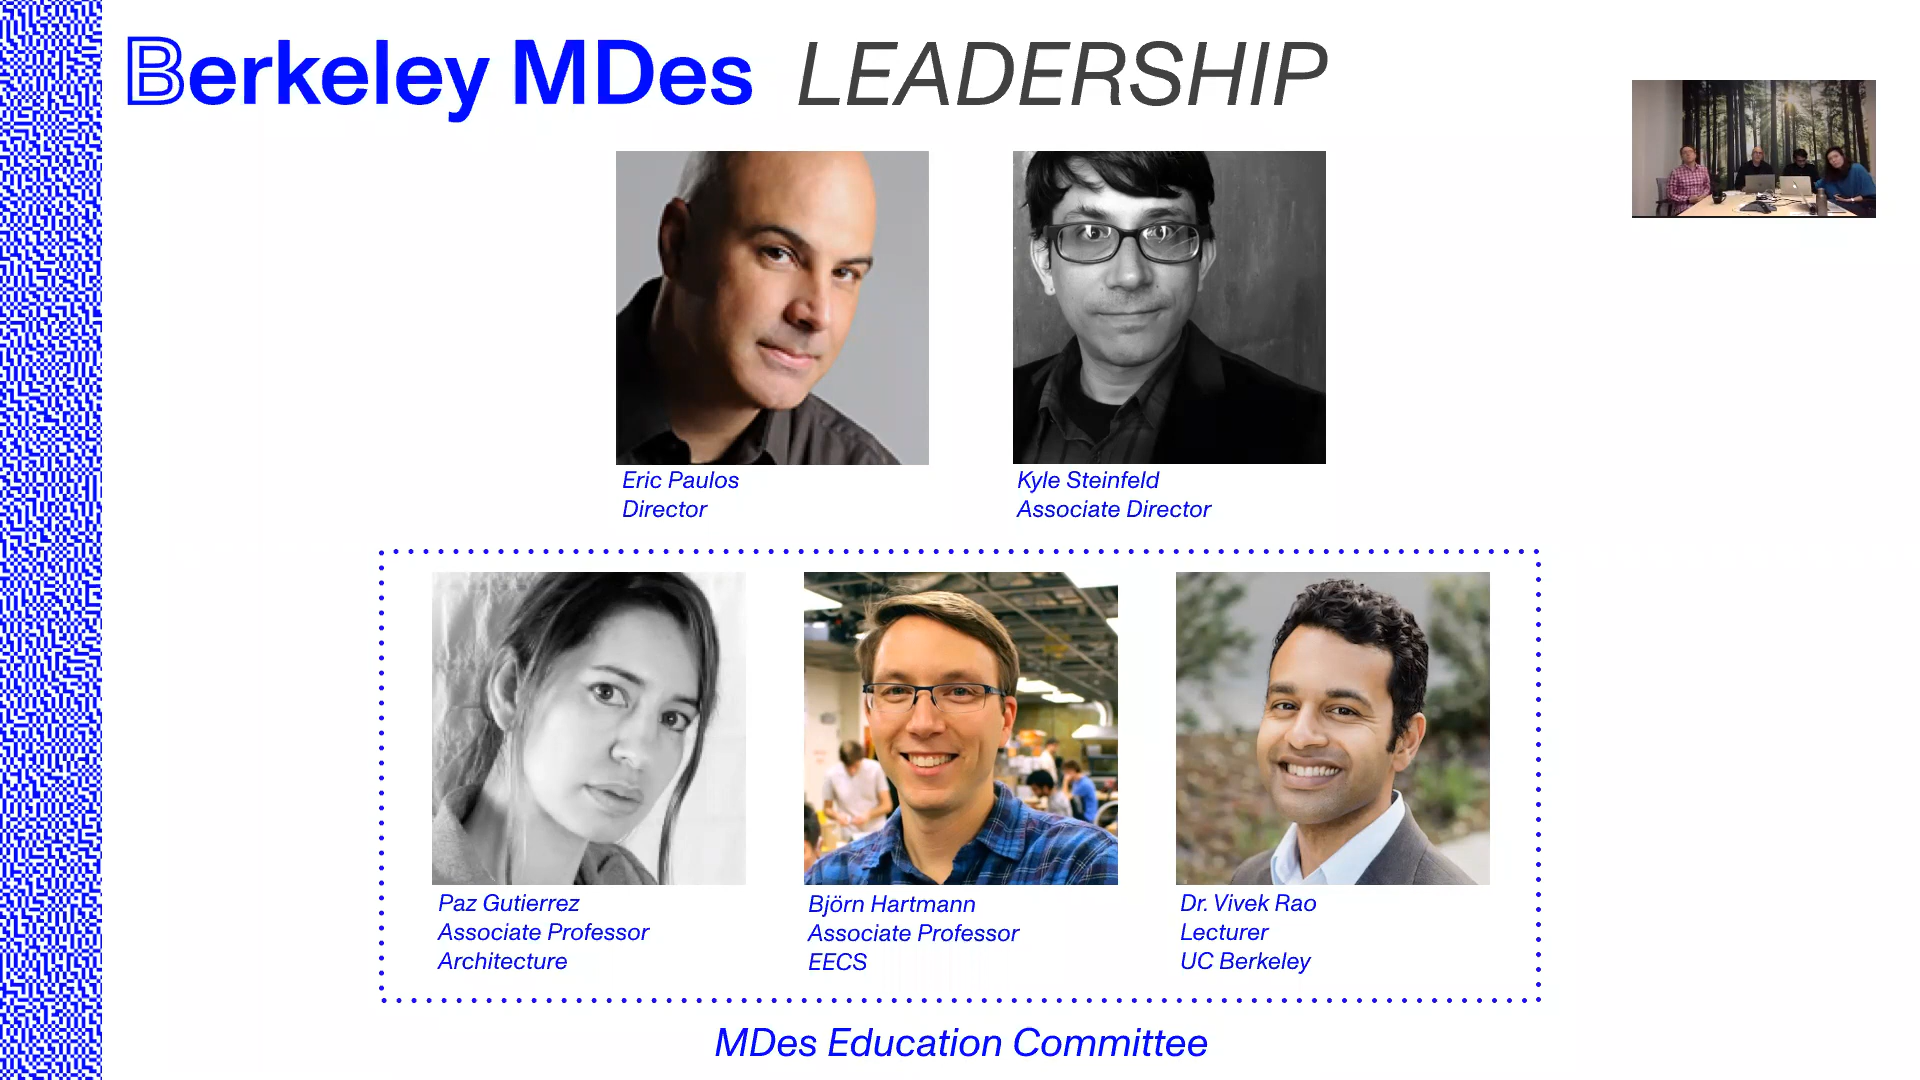 Berkeley MDes LEADERSHIP
Eric Paulos
Director
Kyle Steinfeld
Associate Director
Paz Gutierrez
Associate Professor
Architecture
Björn Hartmann
Associate Professor
EECS
Dr. Vivek Rao
Lecturer
UC Berkeley
MDes Education Committee